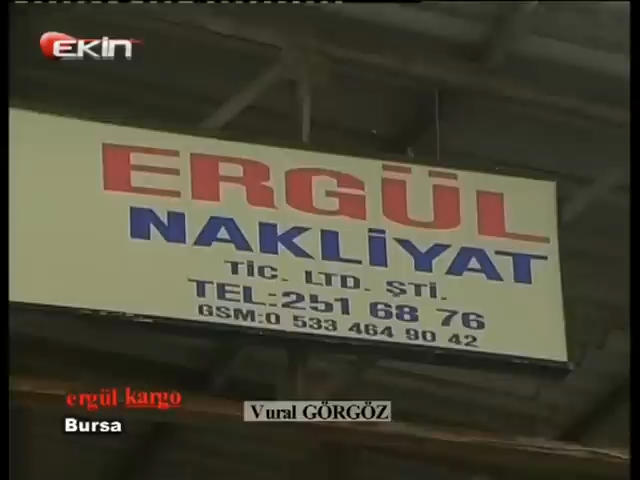 EKİN
ERGÜL
NAKLİYAT
TİC. LTD. ŞTİ.
TEL:251 68 76
GSM:0 533 464 90 42
ergül kargo
Bursa
Vural GÖRGÖZ